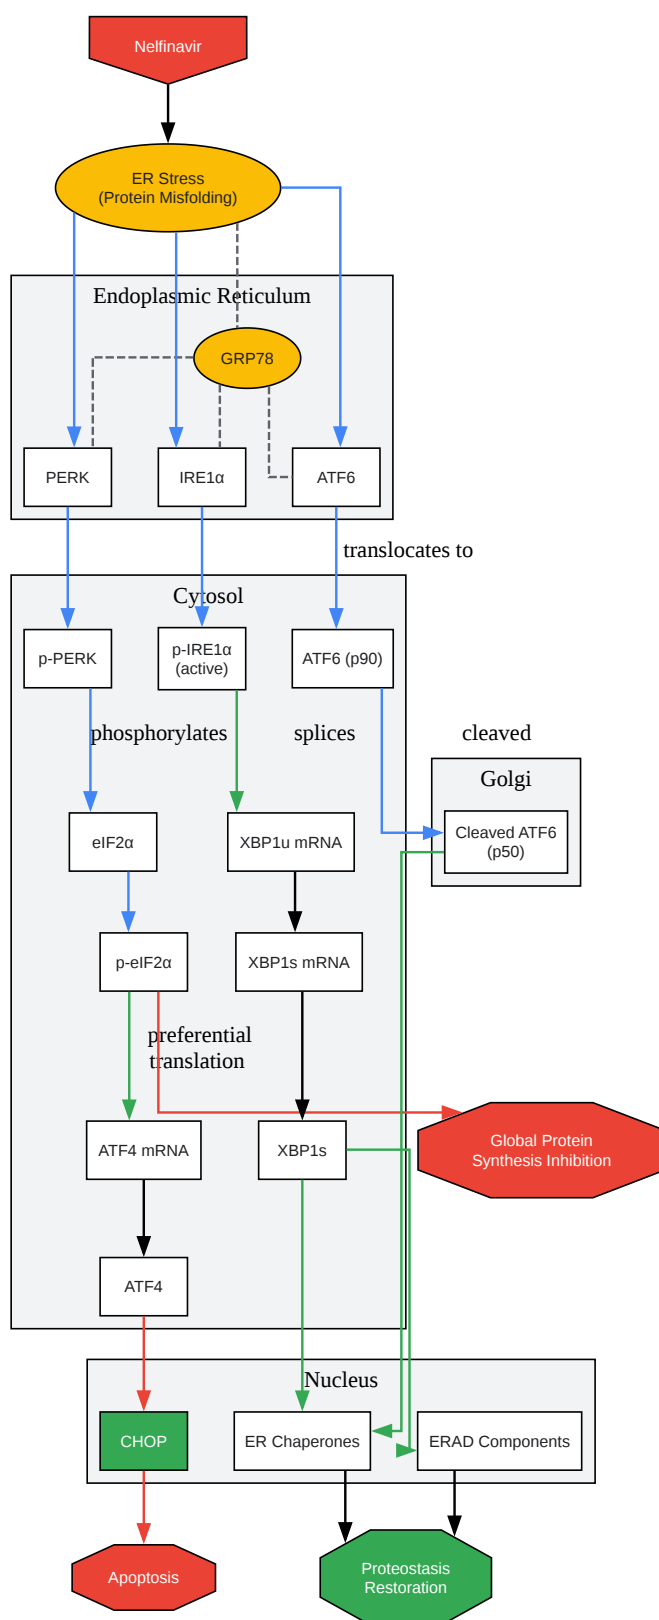 Nelfinavir
ER Stress
(Protein Misfolding)
Endoplasmic Reticulum
GRP78
PERK
IRE1α
ATF6
translocates to
Cytosol
p-PERK
p-IRE1α
(active)
ATF6 (p90)
phosphorylates
splices
cleaved
Golgi
eIF2α
XBP1u mRNA
Cleaved ATF6
(p50)
p-eIF2α
XBP1s mRNA
preferential
translation
ATF4 mRNA
XBP1s
Global Protein
Synthesis Inhibition
ATF4
Nucleus
CHOP
ER Chaperones
ERAD Components
Apoptosis
Proteostasis
Restoration